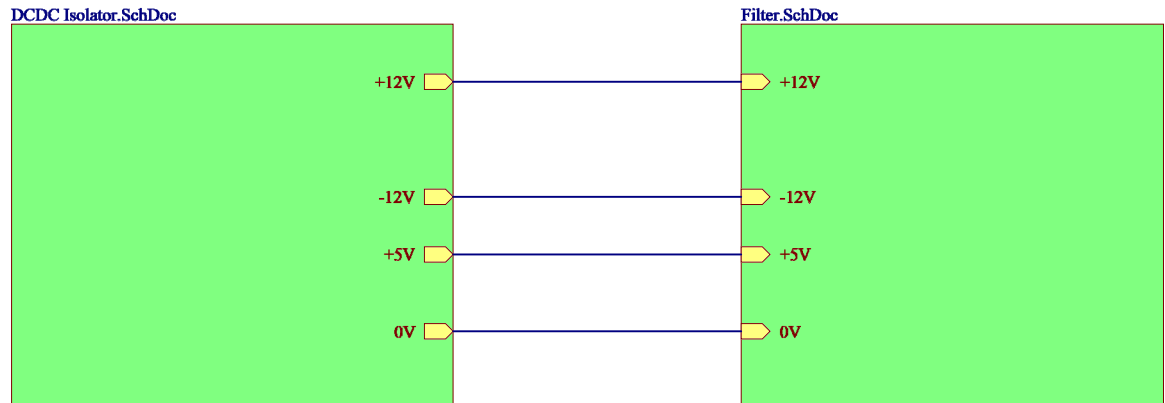 DCDC Isolator.SchDoc
Filter.SchDoc
+12V
+12V
-12V
-12V
+5V
+5V
0V
0V